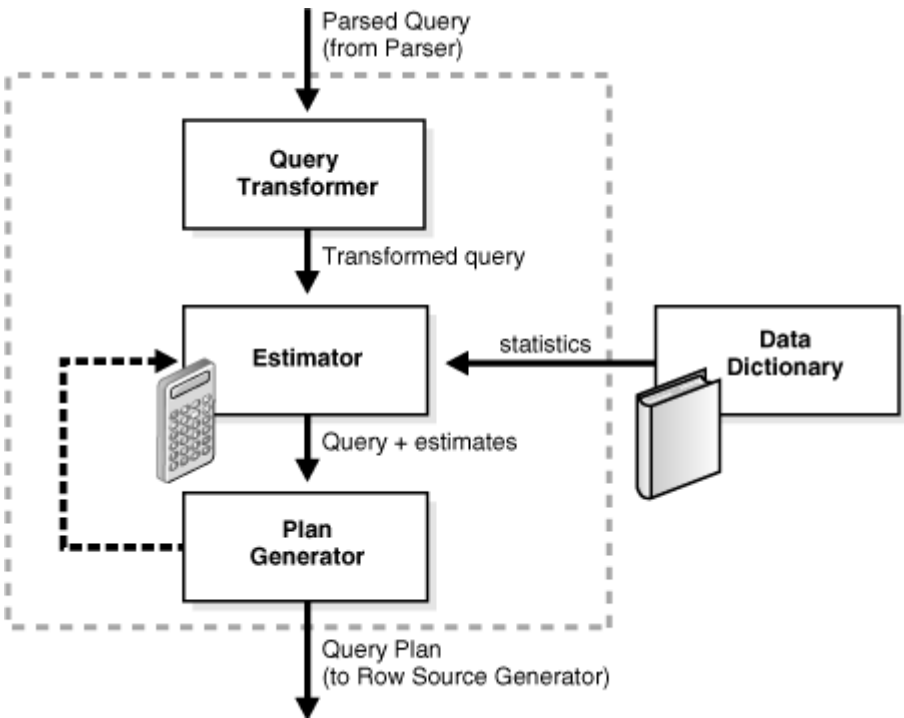 Parsed Query
(from Parser)
Query
Transformer
Transformed query
Estimator
statistics
Data
Dictionary
Query + estimates
Plan
Generator
Query Plan
(to Row Source Generator)